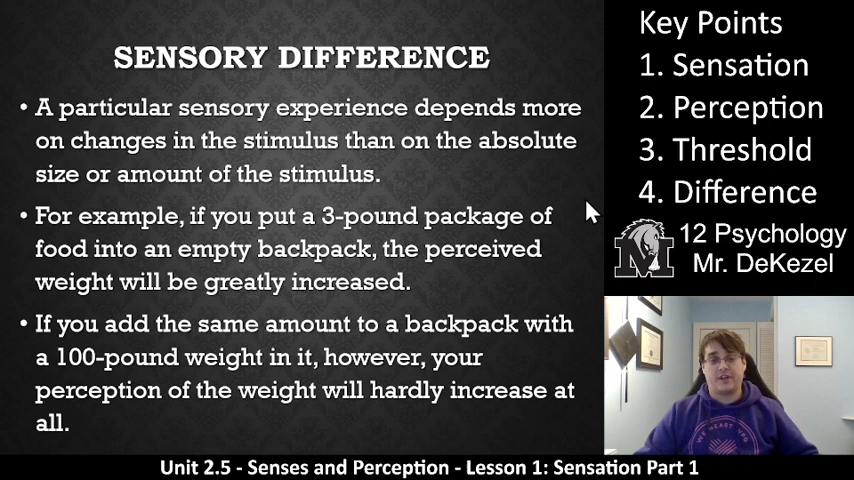 SENSORY DIFFERENCE
• A particular sensory experience depends more
on changes in the stimulus than on the absolute
size or amount of the stimulus.
• For example, if you put a 3-pound package of
food into an empty backpack, the perceived
weight will be greatly increased.
• If you add the same amount to a backpack with
a 100-pound weight in it, however, your
perception of the weight will hardly increase at
all.
Key Points
1. Sensation
2. Perception
3. Threshold
4. Difference
M
12 Psychology
Mr. DeKezel
WE HEART
Unit 2.5 - Senses and Perception - Lesson 1: Sensation Part 1